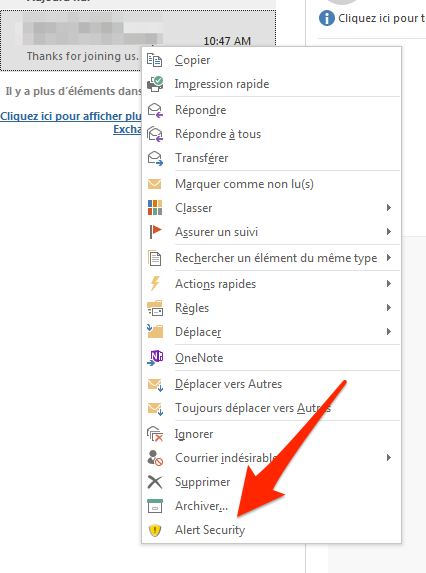 10:47 AM
Thanks for joining us.
Il y a plus d'éléments dans
Cliquez ici pour afficher plu
Excha
Cliquez ici pour t
Copier
Impression rapide
Répondre
Répondre à tous
Transférer
Marquer comme non lu(s)
Classer
Assurer un suivi
Rechercher un élément du même type
Actions rapides
Règles
Déplacer
OneNote
Déplacer vers Autres
Toujours déplacer vers Autres
Ignorer
Courrier indésirable
Supprimer
Archiver...
Alert Security